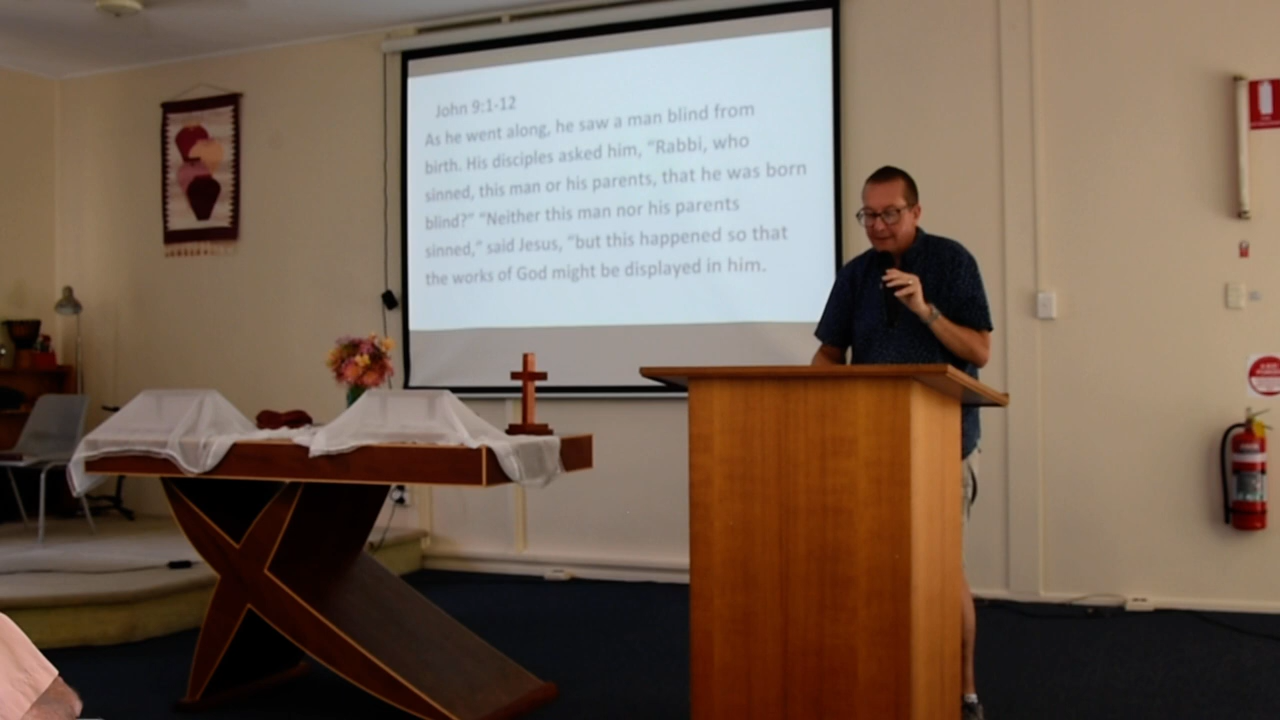 John 9:1-12
As he went along, he saw a man blind from
birth. His disciples asked him, “Rabbi, who
sinned, this man or his parents, that he was born
blind?” “Neither this man nor his parents
sinned,” said Jesus, “but this happened so that
the works of God might be displayed in him.